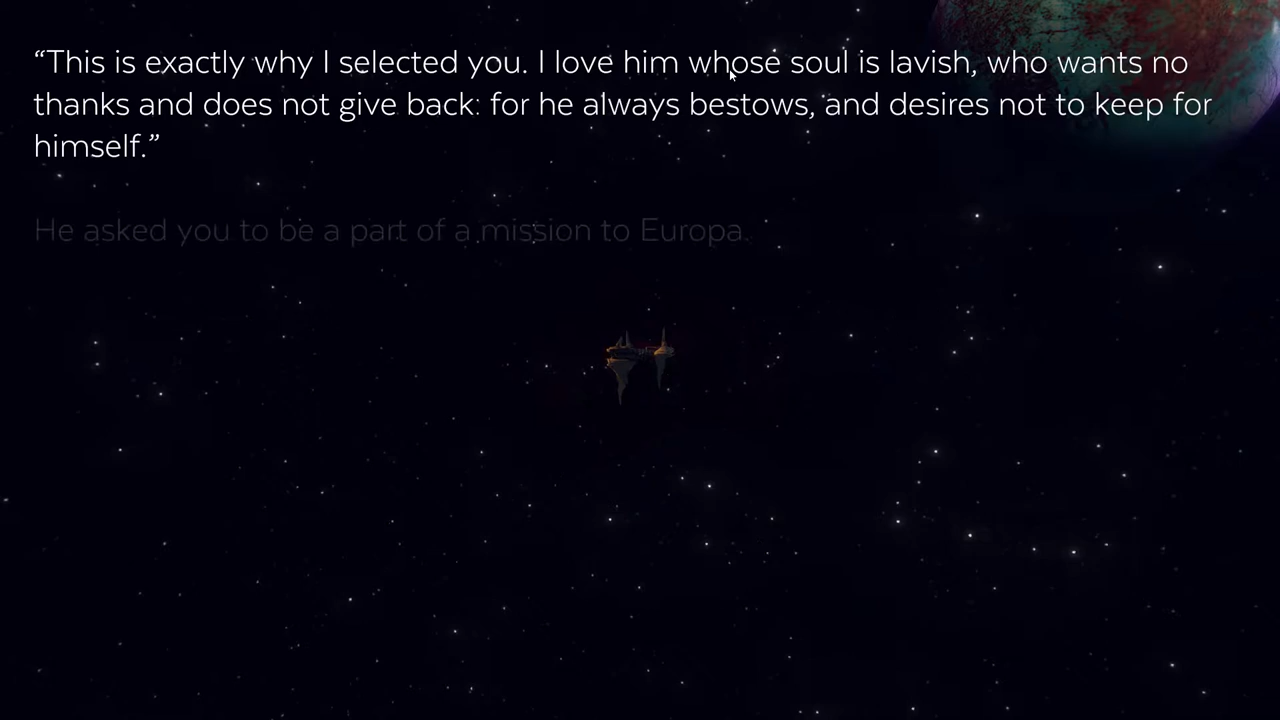 “This is exactly why I selected you. I love him whose soul is lavish, who wants no
thanks and does not give back: for he always bestows, and desires not to keep for
himself.”
He asked you to be a part of a mission to Europa.